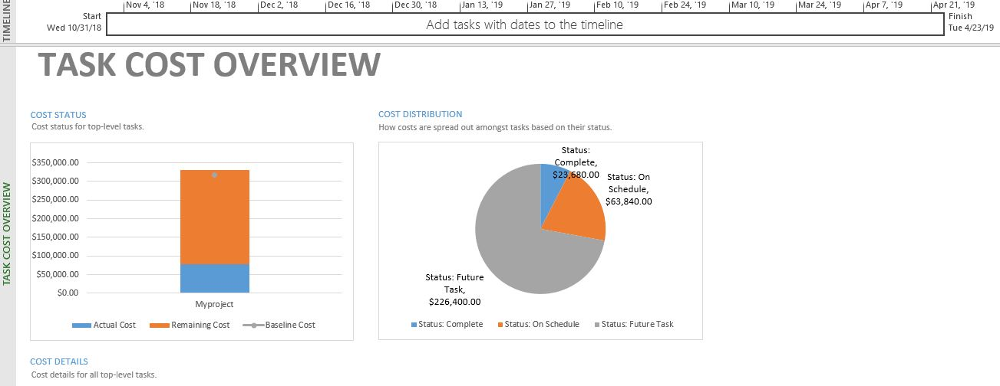 TIMELINE
Nov 4, '18
Nov 18, '18
Dec 2, '18
Dec 16, '18
Dec 30, '18
Jan 13, '19
Jan 27, '19
Feb 10, '19
Feb 24, '19
Mar 10, '19
Mar 24, '19
Apr 7, '19
Apr 21, '19
Start
Wed 10/31/18
Add tasks with dates to the timeline
Finish
Tue 4/23/19
TASK COST OVERVIEW
TASK COST OVERVIEW
COST STATUS
Cost status for top-level tasks.
$350,000.00
$300,000.00
$250,000.00
$200,000.00
$150,000.00
$100,000.00
$50,000.00
$0.00
Myproject
Actual Cost
Remaining Cost
Baseline Cost
COST DISTRIBUTION
How costs are spread out amongst tasks based on their status.
Status:
Complete,
$23,680.00
Status: On
Schedule,
$63,840.00
Status: Future
Task,
$226,400.00
Status: Complete
Status: On Schedule
Status: Future Task
COST DETAILS
Cost details for all top-level tasks.